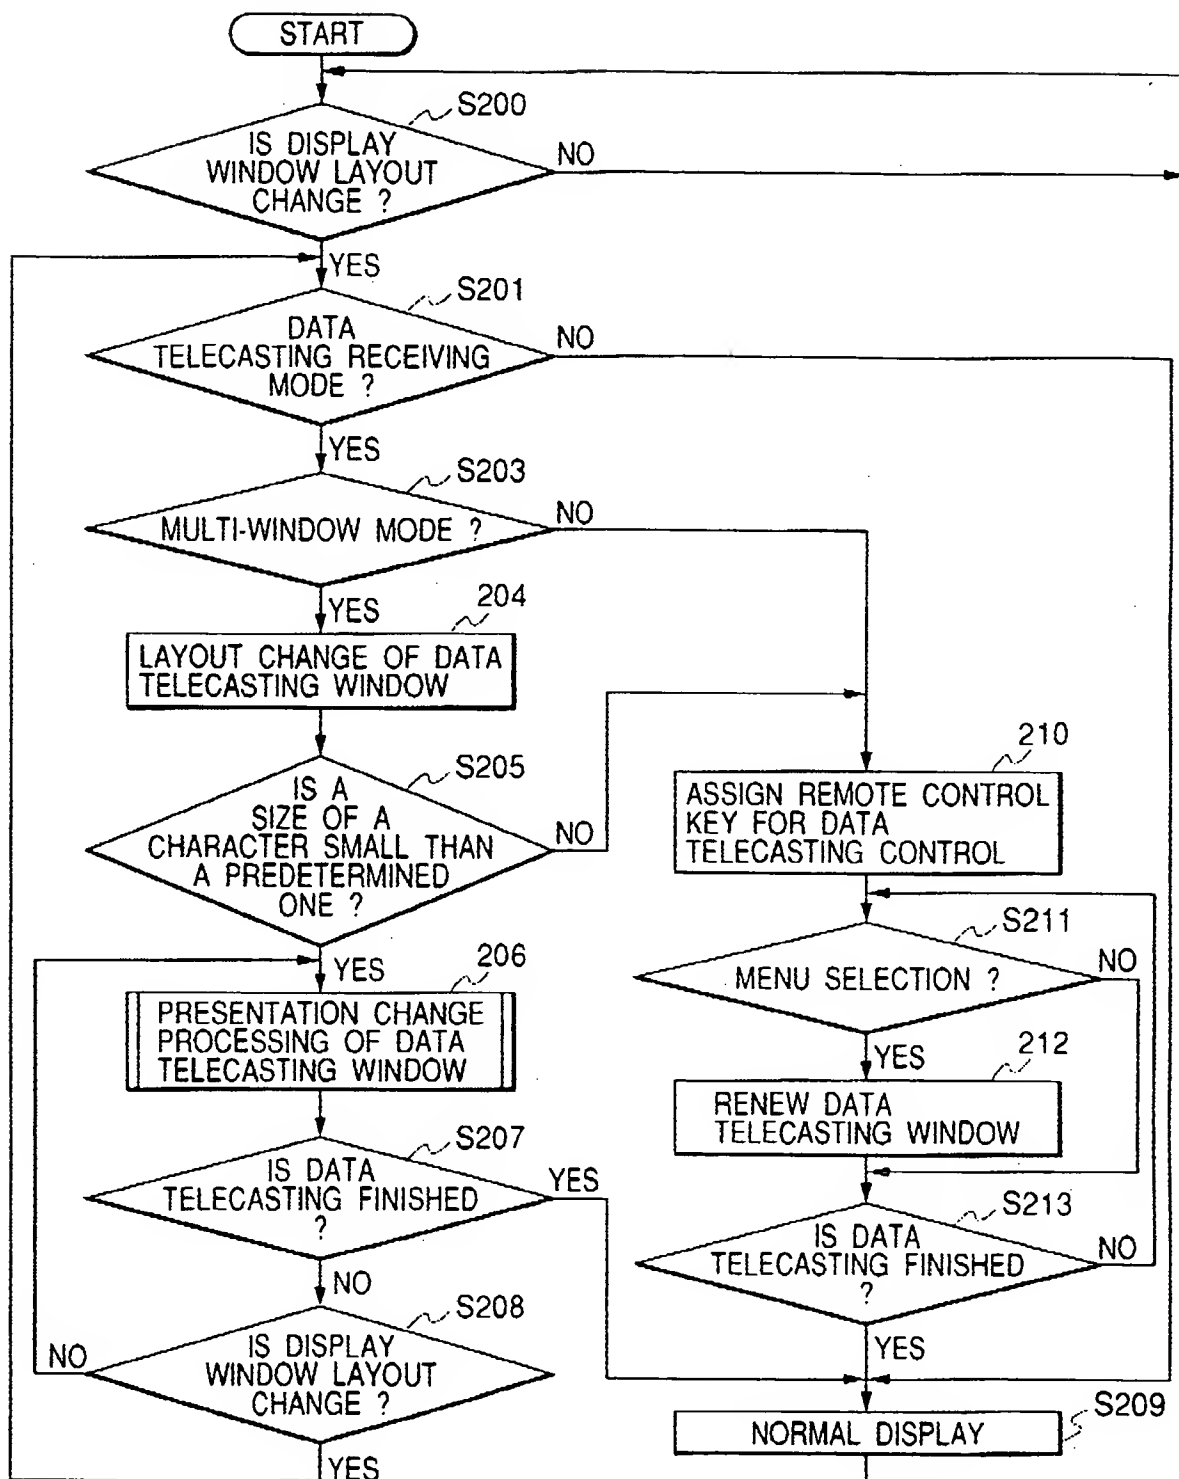 START
S200
IS DISPLAY
WINDOW LAYOUT
CHANGE ?
NO
YES
S201
DATA
TELECASTING RECEIVING
MODE ?
NO
YES
S203
MULTI-WINDOW MODE ?
NO
YES
204
LAYOUT CHANGE OF DATA
TELECASTING WINDOW
S205
IS A
SIZE OF A
CHARACTER SMALL THAN
A PREDETERMINED
ONE ?
NO
YES
206
PRESENTATION CHANGE
PROCESSING OF DATA
TELECASTING WINDOW
S207
IS DATA
TELECASTING FINISHED
?
YES
NO
S208
IS DISPLAY
WINDOW LAYOUT
CHANGE ?
NO
YES
210
ASSIGN REMOTE CONTROL
KEY FOR DATA
TELECASTING CONTROL
S211
MENU SELECTION ?
NO
YES
212
RENEW DATA
TELECASTING WINDOW
S213
IS DATA
TELECASTING FINISHED
?
NO
YES
S209
NORMAL DISPLAY